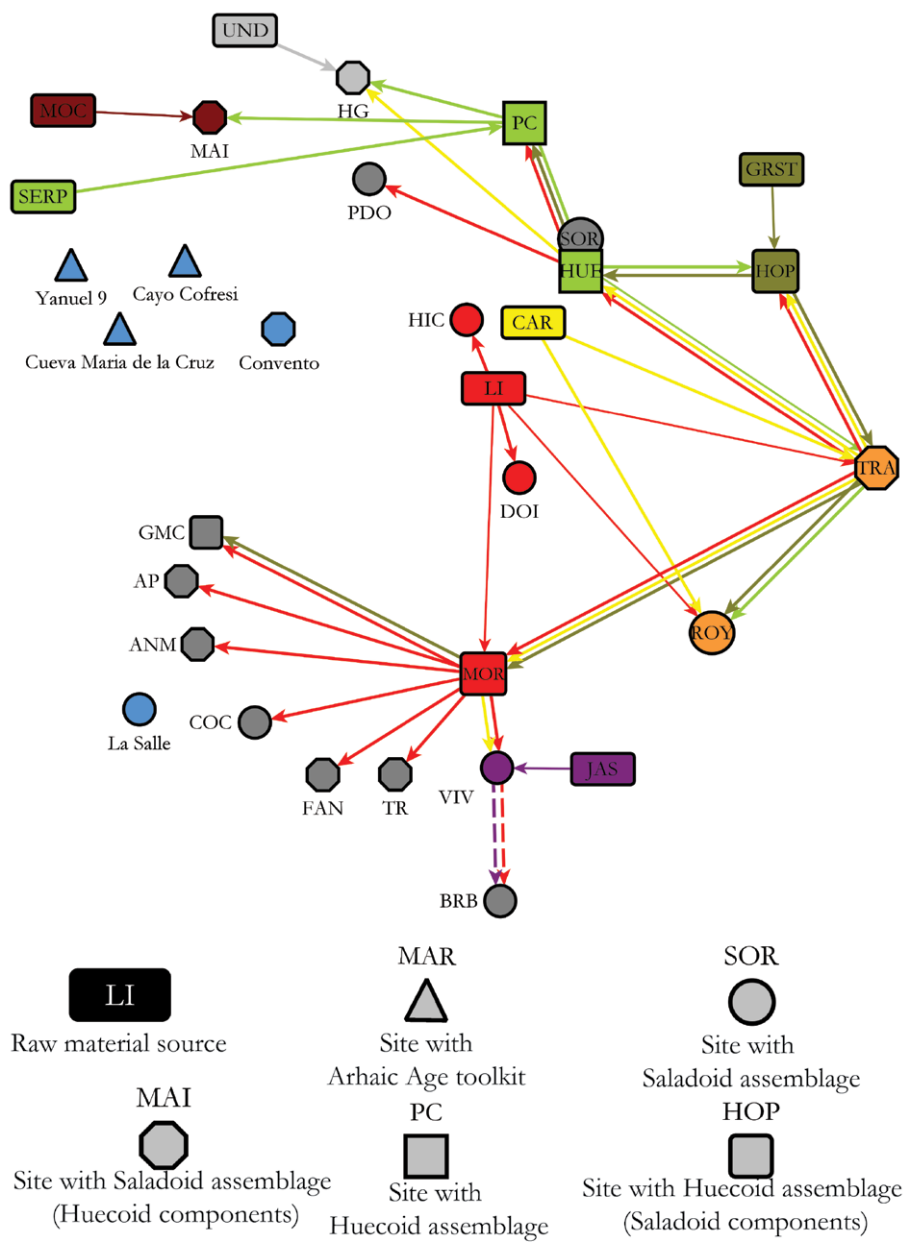 UND
HG
MOC
MAI
PC
SERP
PDO
GRST
SOR
HUE
HOP
Yanuel 9
Cayo Cofresi
Cueva Maria de la Cruz
Convento
HIC
CAR
LI
DOI
TRA
GMC
AP
ANM
ROY
MOR
La Salle
COC
FAN
TR
VIV
JAS
BRB
LI
Raw material source
MAR
Site with
Arhaic Age toolkit
SOR
Site with
Saladoid assemblage
MAI
Site with Saladoid assemblage
(Huecoid components)
PC
Site with
Huecoid assemblage
HOP
Site with Huecoid assemblage
(Saladoid components)